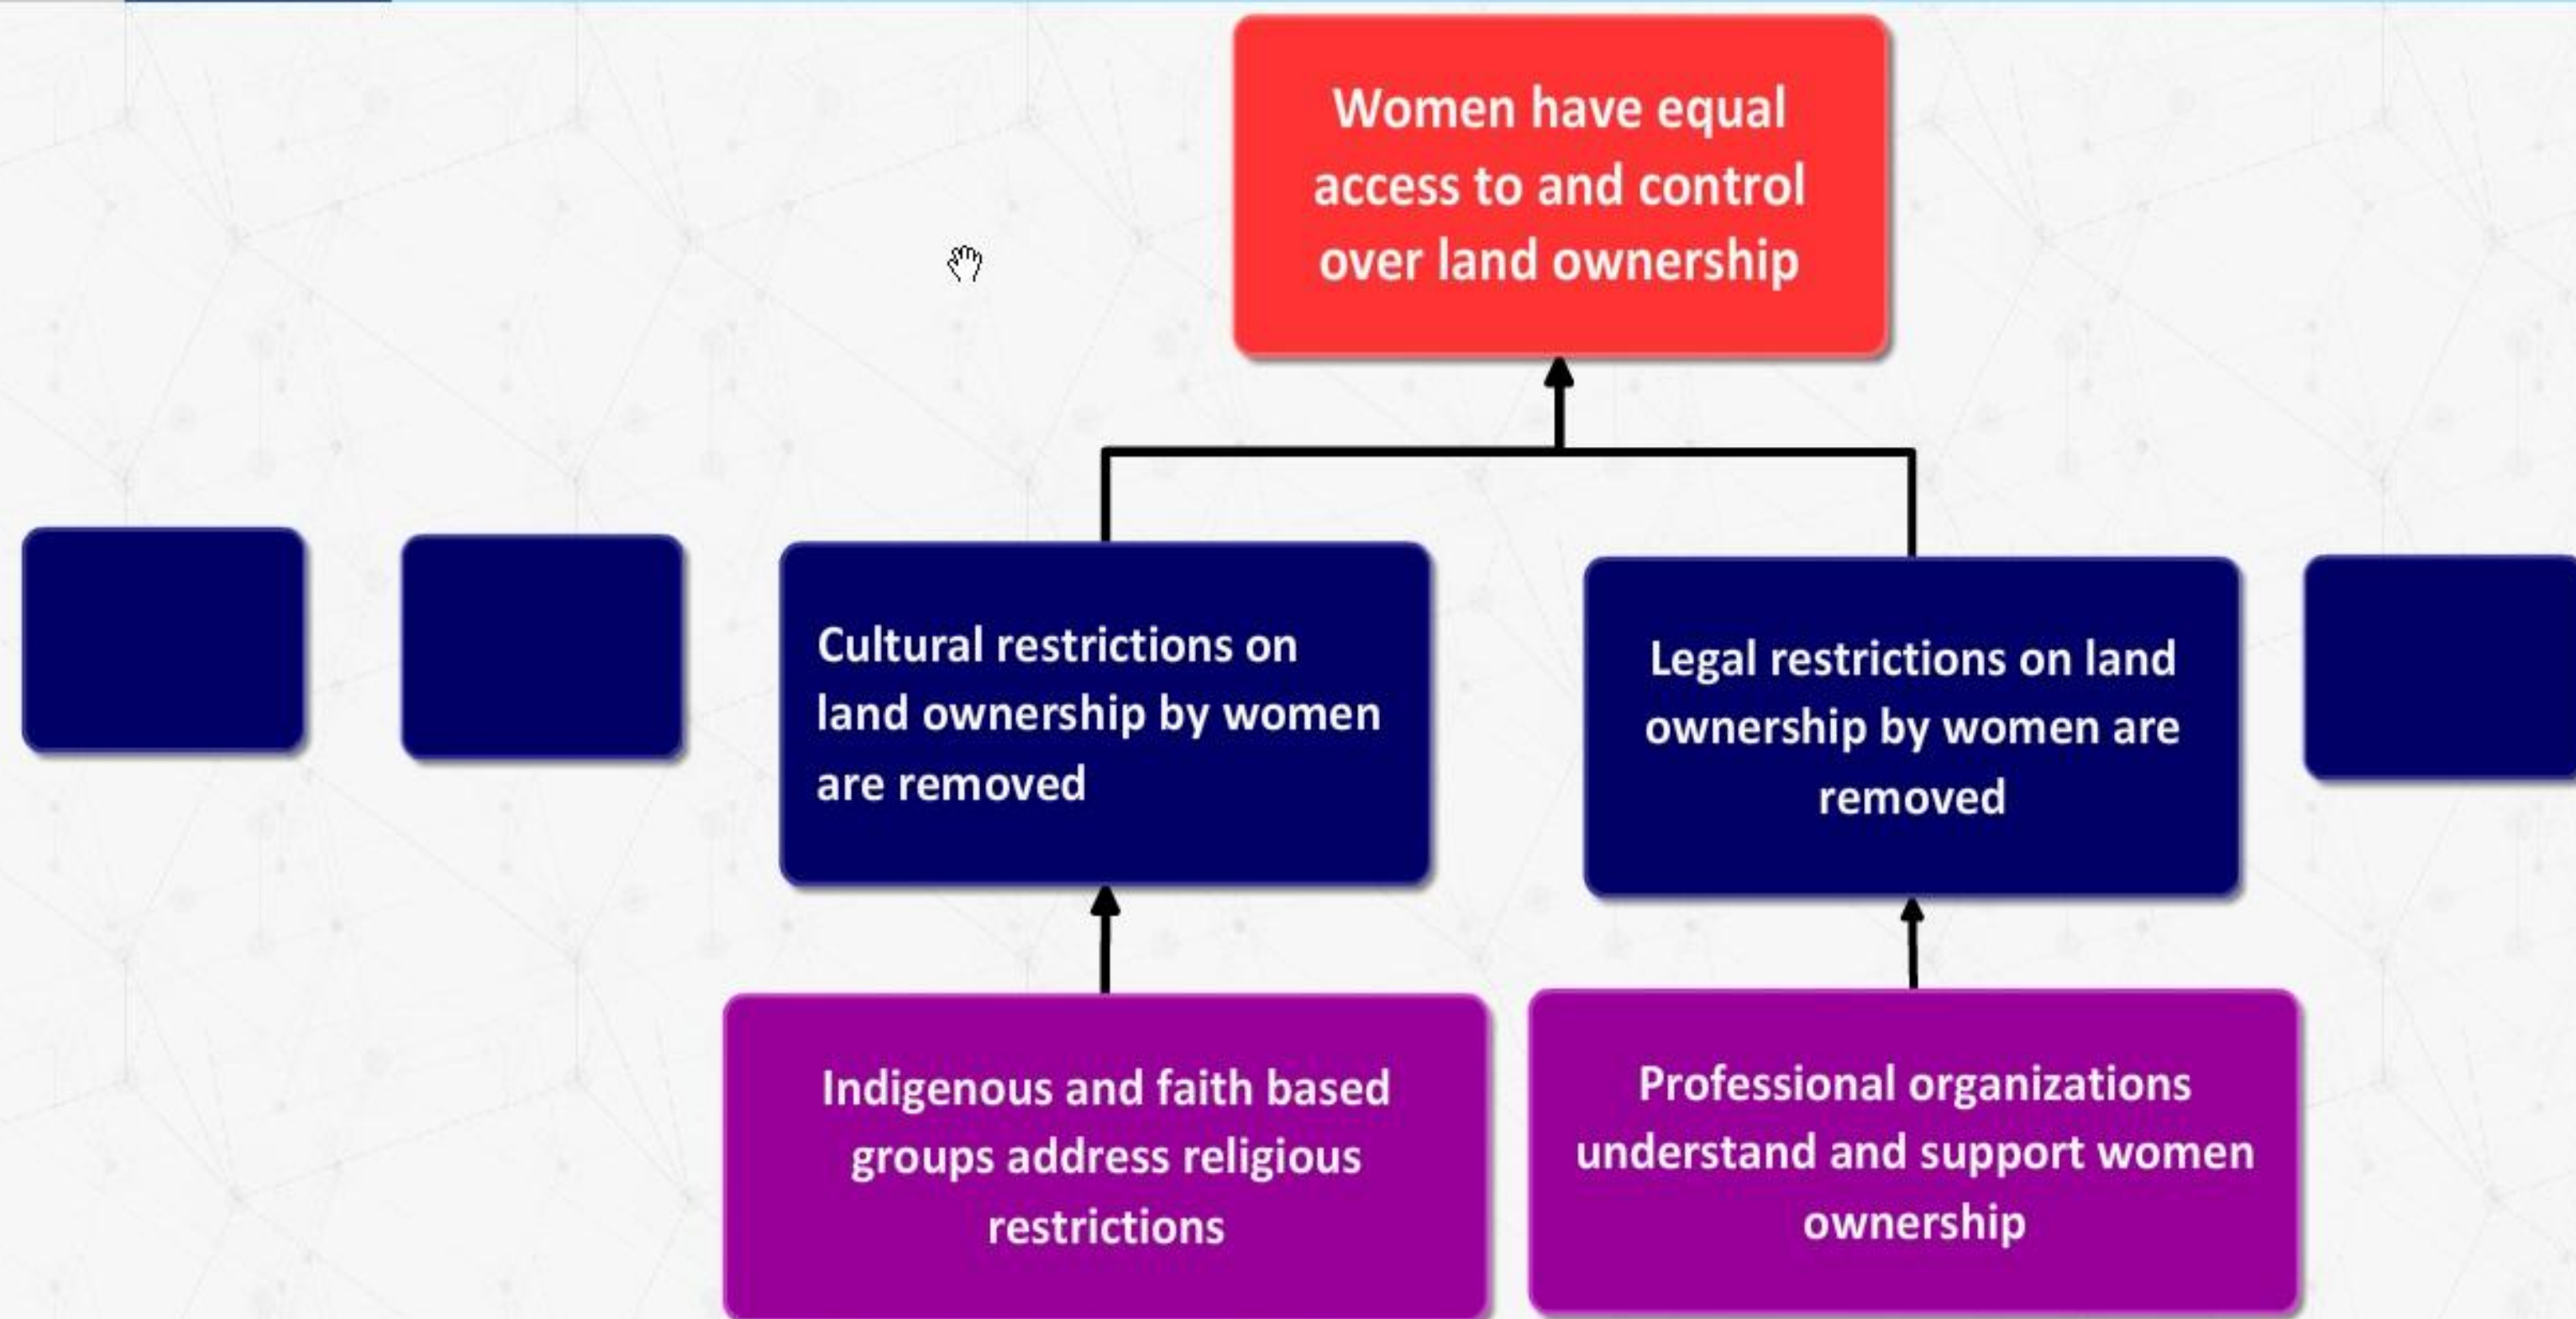 Women have equal
access to and control
over land ownership
Cultural restrictions on
land ownership by women
are removed
Legal restrictions on land
ownership by women are
removed
Indigenous and faith based
groups address religious
restrictions
Professional organizations
understand and support women
ownership